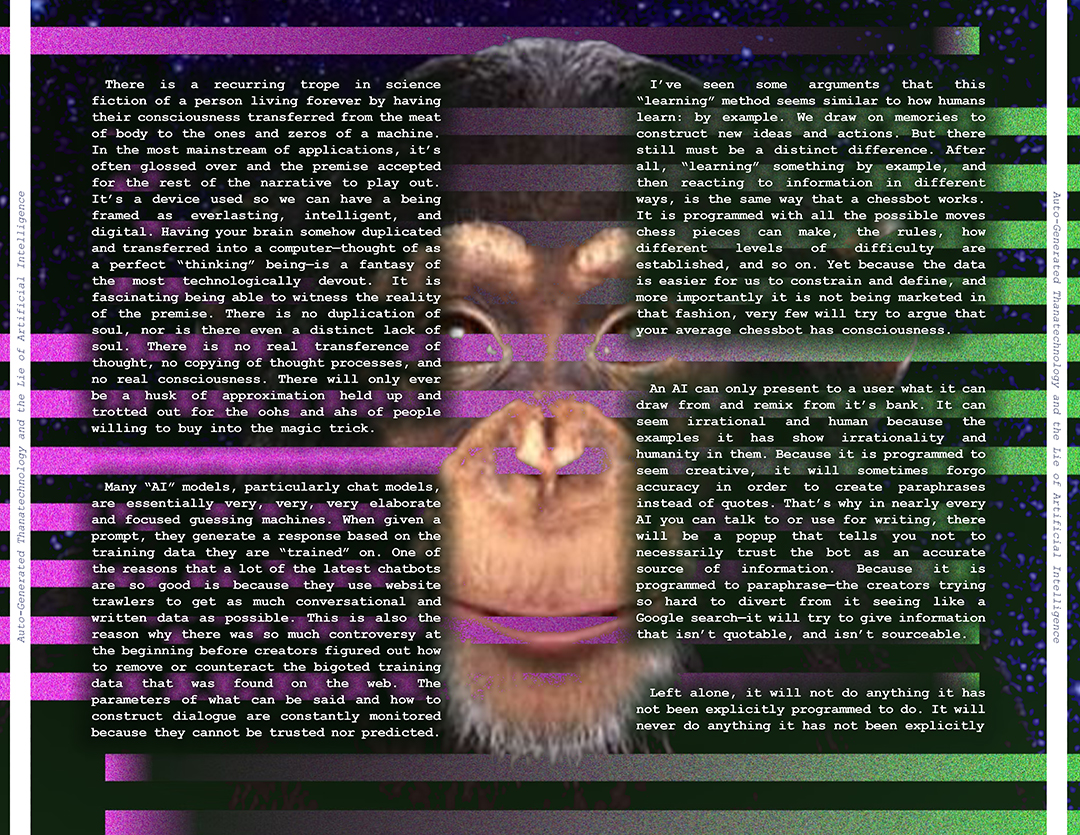 Auto-Generated Thanatechnology and the Lie of Artificial Intelligence
There is a recurring trope in science
fiction of a person living forever by having
their consciousness transferred from the meat
of body to the ones and zeros of a machine.
In the most mainstream of applications, it's
often glossed over and the premise accepted
for the rest of the narrative to play out.
It's a device used so we can have a being
framed as everlasting, intelligent, and
digital. Having your brain somehow duplicated
and transferred into a computer—thought of as
a perfect “thinking” being—is a fantasy of
the most technologically devout. It is
fascinating being able to witness the reality
of the premise. There is no duplication of
soul, nor is there even a distinct lack of
soul. There is no real transference of
thought, no copying of thought processes, and
no real consciousness. There will only ever
be a husk of approximation held up and
trotted out for the oohs and ahs of people
willing to buy into the magic trick.
Many “AI” models, particularly chat models,
are essentially very, very, very elaborate
and focused guessing machines. When given a
prompt, they generate a response based on the
training data they are “trained” on. One of
the reasons that a lot of the latest chatbots
are so good is because they use website
trawlers to get as much conversational and
written data as possible. This is also the
reason why there was so much controversy at
the beginning before creators figured out how
to remove or counteract the bigoted training
data that was found on the web. The
parameters of what can be said and how to
construct dialogue are constantly monitored
because they cannot be trusted nor predicted.
I've seen some arguments that this
“learning” method seems similar to how humans
learn: by example. We draw on memories to
construct new ideas and actions. But there
still must be a distinct difference. After
all, “learning” something by example, and
then reacting to information in different
ways, is the same way that a chessbot works.
It is programmed with all the possible moves
chess pieces can make, the rules, how
different levels of difficulty are
established, and so on. Yet because the data
is easier for us to constrain and define, and
more importantly it is not being marketed in
that fashion, very few will try to argue that
your average chessbot has consciousness.
An AI can only present to a user what it can
draw from and remix from it's bank. It can
seem irrational and human because the
examples it has show irrationality and
humanity in them. Because it is programmed to
seem creative, it will sometimes forgo
accuracy in order to create paraphrases
instead of quotes. That's why in nearly every
AI you can talk to or use for writing, there
will be a popup that tells you not to
necessarily trust the bot as an accurate
source of information. Because it is
programmed to paraphrase—the creators trying
so hard to divert from it seeing like a
Google search—it will try to give information
that isn't quotable, and isn't sourceable.
Left alone, it will not do anything it has
not been explicitly programmed to do. It will
never do anything it has not been explicitly
Auto-Generated Thanatechnology and the Lie of Artificial Intelligence